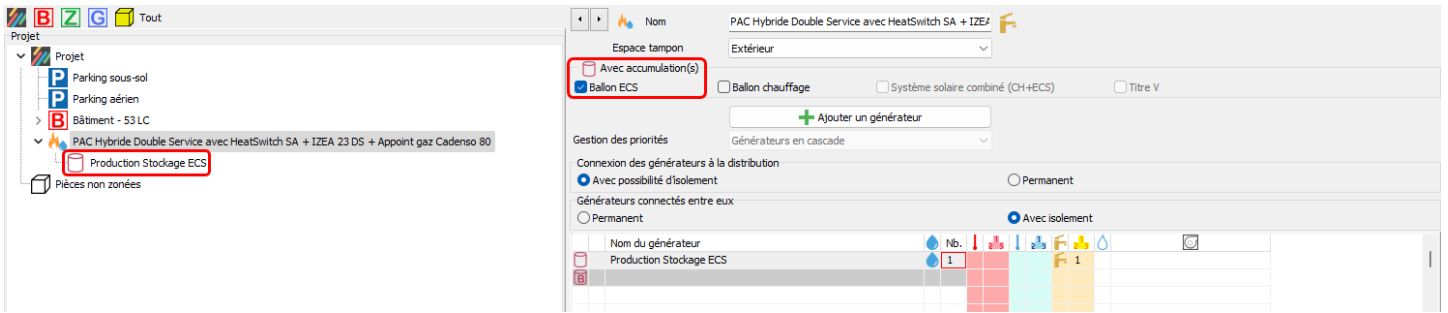 B Z G Tout
Projet
Projet
P Parking sous-sol
P Parking aérien
B Bâtiment - 53 LC
PAC Hybride Double Service avec HeatSwitch SA + IZEA 23 DS + Appoint gaz Cadenso 80
Production Stockage ECS
Pièces non zonées
Nom PAC Hybride Double Service avec HeatSwitch SA + IZEA
Espace tampon Extérieur
Avec accumulation(s)
Ballon ECS Ballon chauffage Système solaire combiné (CH+ECS) Titre V
Ajouter un générateur
Gestion des priorités Générateurs en cascade
Connexion des générateurs à la distribution
Avec possibilité d'isolement Permanent
Générateurs connectés entre eux
Permanent Avec isolement
Nom du générateur Nb.
Production Stockage ECS 1 1
B